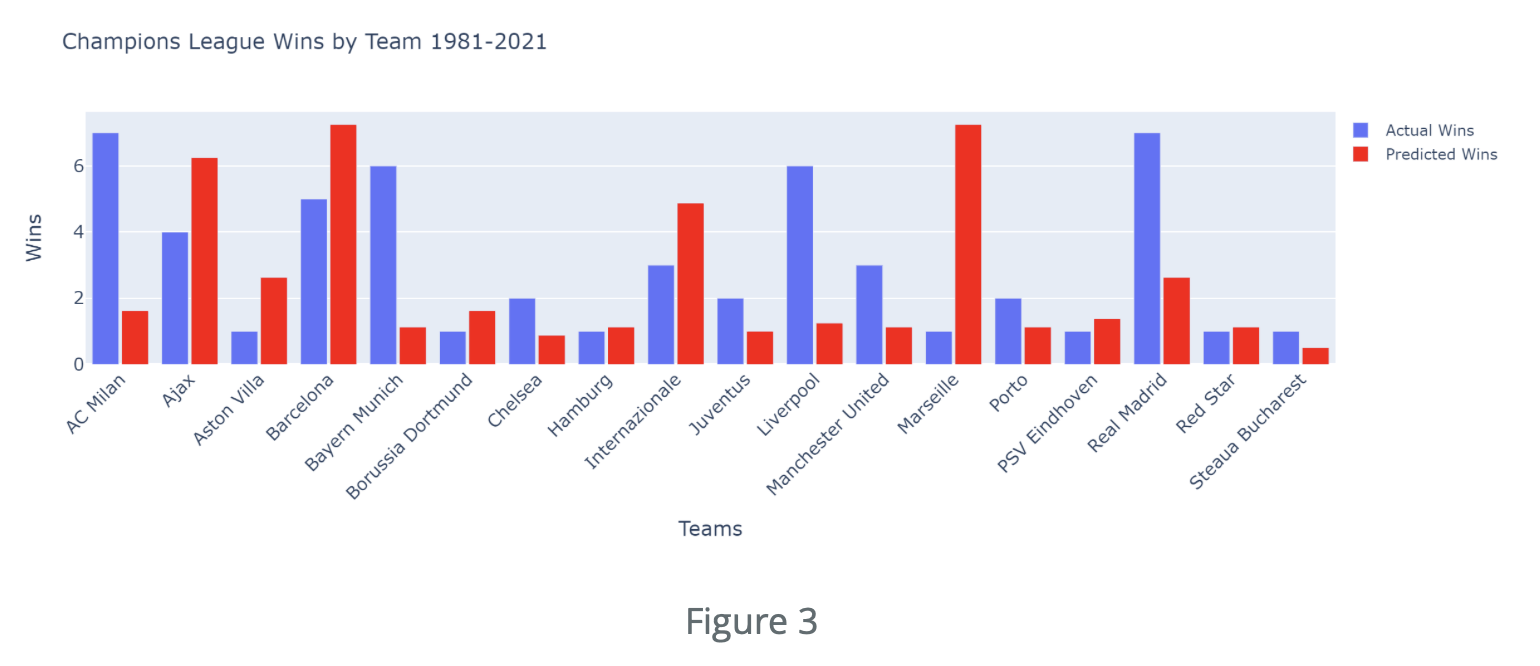 Champions League Wins by Team 1981-2021
Actual Wins
Predicted Wins
Wins
6
4
2
0
AC Milan
Ajax
Aston Villa
Barcelona
Bayern Munich
Borussia Dortmund
Chelsea
Hamburg
Internazionale
Juventus
Liverpool
Manchester United
Marseille
Porto
PSV Eindhoven
Real Madrid
Red Star
Steaua Bucharest
Teams
Figure 3